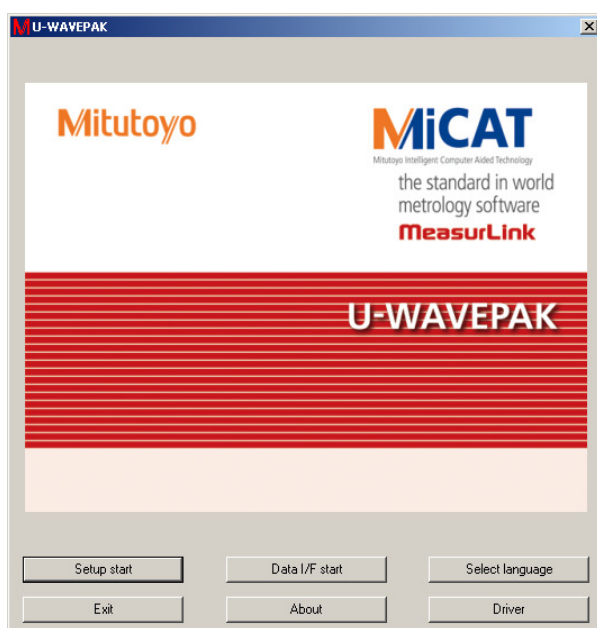 U-WAVEPAK
Mitutoyo
MiCAT
Mitutoyo Intelligent Computer Aided Technology
the standard in world
metrology software
MeasurLink
U-WAVEPAK
Setup start
Data I/F start
Select language
Exit
About
Driver